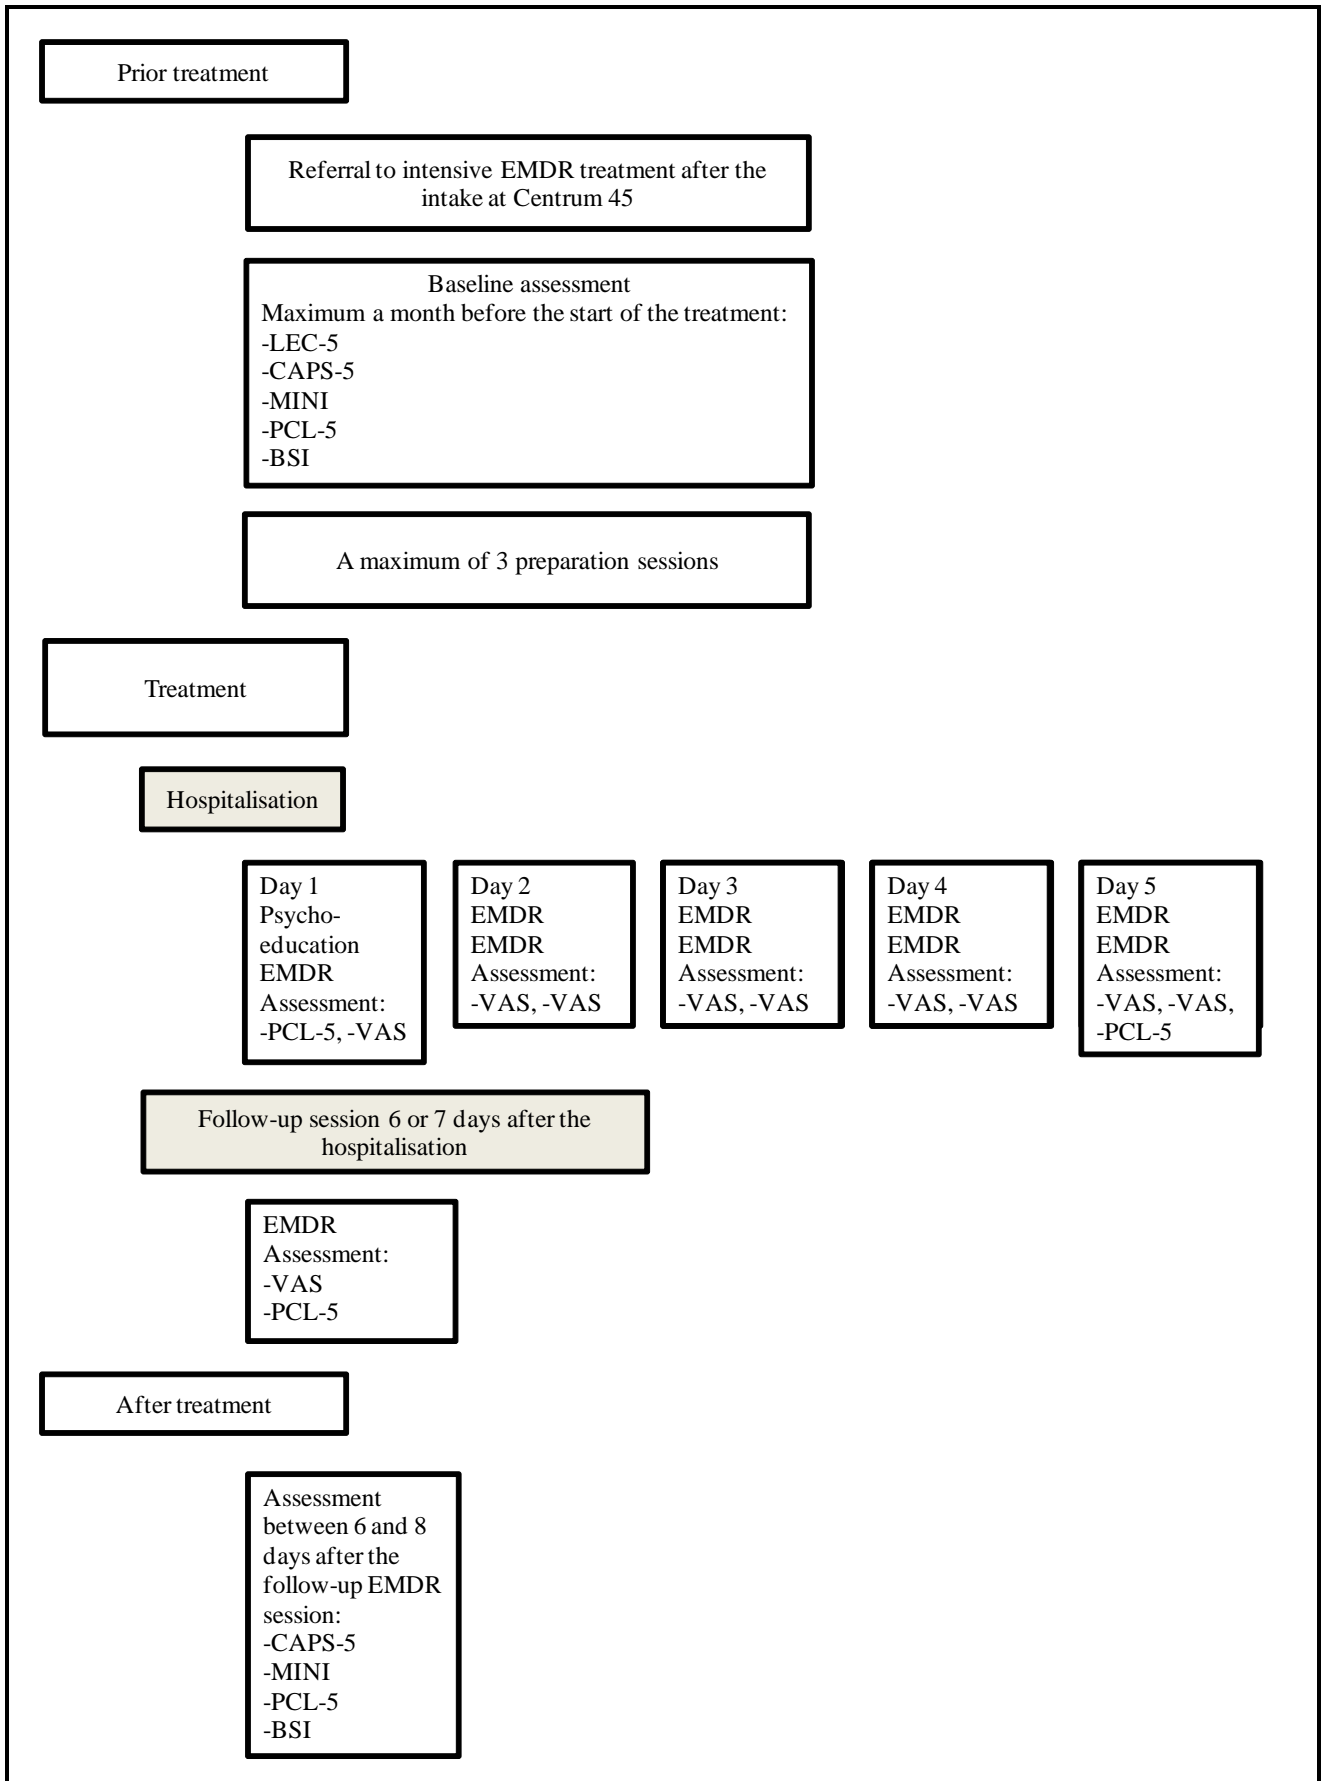 Prior treatment
Referral to intensive EMDR treatment after the
intake at Centrum 45
Baseline assessment
Maximum a month before the start of the treatment:
-LEC-5
-CAPS-5
-MINI
-PCL-5
-BSI
A maximum of 3 preparation sessions
Treatment
Hospitalisation
Day 1
Psycho-
education
EMDR
Assessment:
-PCL-5, -VAS
Day 2
EMDR
EMDR
Assessment:
-VAS, -VAS
Day 3
EMDR
EMDR
Assessment:
-VAS, -VAS
Day 4
EMDR
EMDR
Assessment:
-VAS, -VAS
Day 5
EMDR
EMDR
Assessment:
-VAS, -VAS,
-PCL-5
Follow-up session 6 or 7 days after the
hospitalisation
EMDR
Assessment:
-VAS
-PCL-5
After treatment
Assessment
between 6 and 8
days after the
follow-up EMDR
session:
-CAPS-5
-MINI
-PCL-5
-BSI